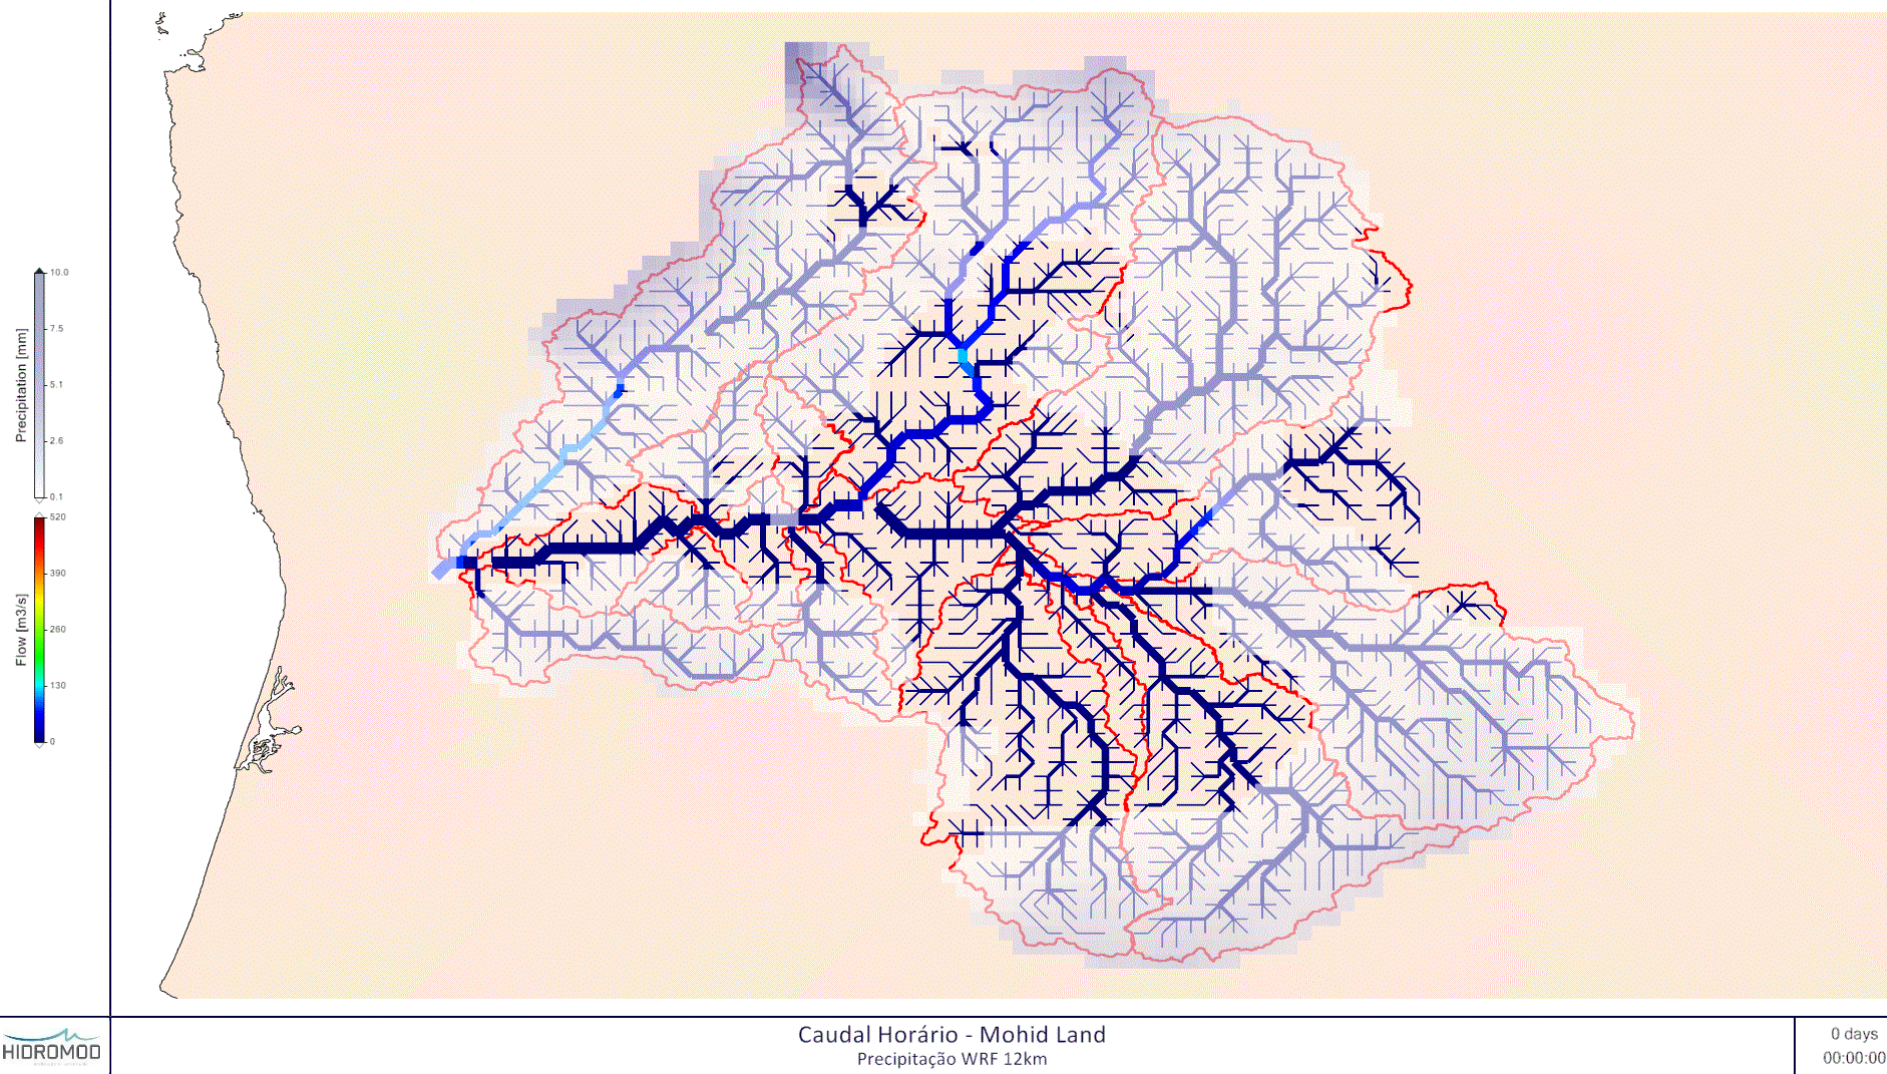 Precipitation [mm]
10.0
7.5
5.1
2.6
0.1
Flow [m3/s]
520
390
260
130
0
HIDROMOD
Caudal Horário - Mohid Land
Precipitação WRF 12km
0 days
00:00:00